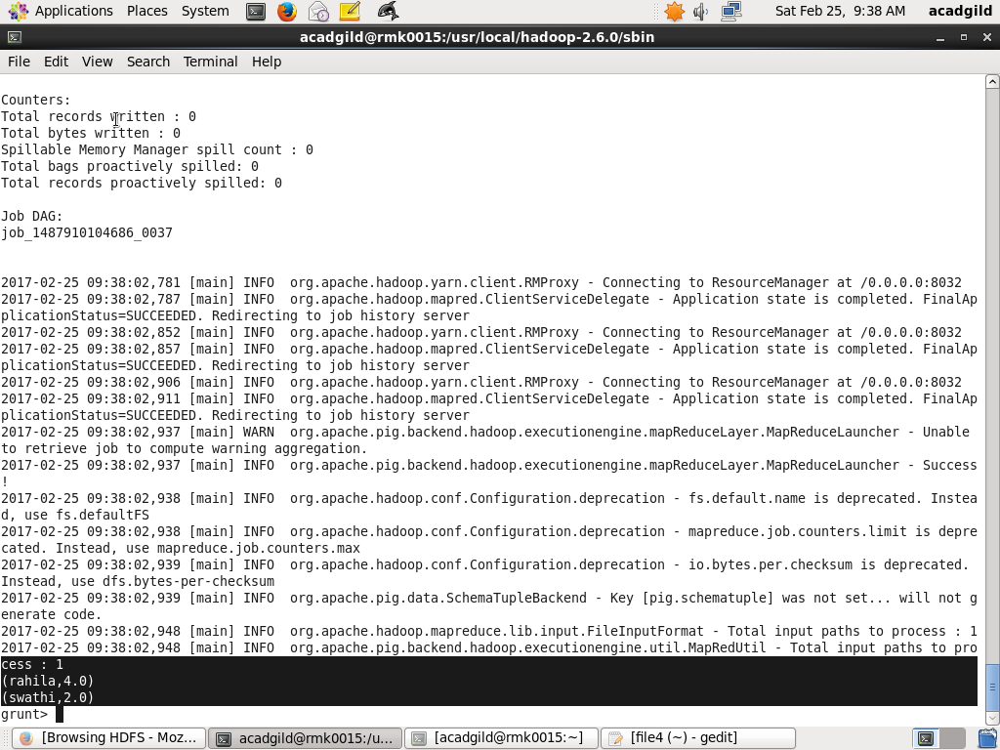 Applications Places System
Sat Feb 25, 9:38 AM acadgild
acadgild@rmk0015:/usr/local/hadoop-2.6.0/sbin
File Edit View Search Terminal Help
Counters:
Total records written : 0
Total bytes written : 0
Spillable Memory Manager spill count : 0
Total bags proactively spilled: 0
Total records proactively spilled: 0
Job DAG:
job_1487910104686_0037
2017-02-25 09:38:02,781 [main] INFO  org.apache.hadoop.yarn.client.RMProxy - Connecting to ResourceManager at /0.0.0.0:8032
2017-02-25 09:38:02,787 [main] INFO  org.apache.hadoop.mapred.ClientServiceDelegate - Application state is completed. FinalAp
plicationStatus=SUCCEEDED. Redirecting to job history server
2017-02-25 09:38:02,852 [main] INFO  org.apache.hadoop.yarn.client.RMProxy - Connecting to ResourceManager at /0.0.0.0:8032
2017-02-25 09:38:02,857 [main] INFO  org.apache.hadoop.mapred.ClientServiceDelegate - Application state is completed. FinalAp
plicationStatus=SUCCEEDED. Redirecting to job history server
2017-02-25 09:38:02,906 [main] INFO  org.apache.hadoop.yarn.client.RMProxy - Connecting to ResourceManager at /0.0.0.0:8032
2017-02-25 09:38:02,911 [main] INFO  org.apache.hadoop.mapred.ClientServiceDelegate - Application state is completed. FinalAp
plicationStatus=SUCCEEDED. Redirecting to job history server
2017-02-25 09:38:02,937 [main] WARN  org.apache.pig.backend.hadoop.executionengine.mapReduceLayer.MapReduceLauncher - Unable
to retrieve job to compute warning aggregation.
2017-02-25 09:38:02,937 [main] INFO  org.apache.pig.backend.hadoop.executionengine.mapReduceLayer.MapReduceLauncher - Success
!
2017-02-25 09:38:02,938 [main] INFO  org.apache.hadoop.conf.Configuration.deprecation - fs.default.name is deprecated. Instea
d, use fs.defaultFS
2017-02-25 09:38:02,938 [main] INFO  org.apache.hadoop.conf.Configuration.deprecation - mapreduce.job.counters.limit is depre
cated. Instead, use mapreduce.job.counters.max
2017-02-25 09:38:02,939 [main] INFO  org.apache.hadoop.conf.Configuration.deprecation - io.bytes.per.checksum is deprecated.
Instead, use dfs.bytes-per-checksum
2017-02-25 09:38:02,939 [main] INFO  org.apache.pig.data.SchemaTupleBackend - Key [pig.schematuple] was not set... will not g
enerate code.
2017-02-25 09:38:02,948 [main] INFO  org.apache.hadoop.mapreduce.lib.input.FileInputFormat - Total input paths to process : 1
2017-02-25 09:38:02,948 [main] INFO  org.apache.pig.backend.hadoop.executionengine.util.MapRedUtil - Total input paths to pro
cess : 1
(rahila,4.0)
(swathi,2.0)
grunt>
[Browsing HDFS - Moz... acadgild@rmk0015:/u... [acadgild@rmk0015:~] [file4 (~) - gedit]